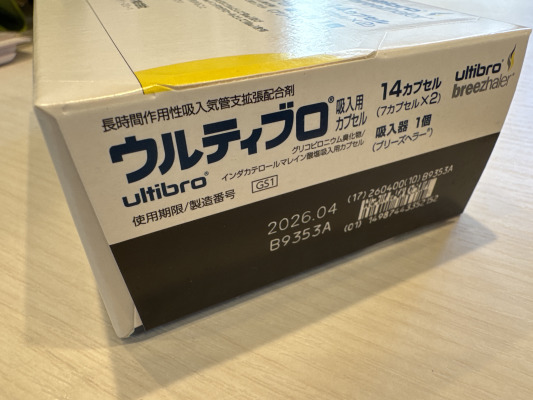 長時間作用性吸入気管支拡張配合剤
ウルティブロ® 吸入用カプセル
ultibro®
グリコピロニウム臭化物/
インダカテロールマレイン酸塩吸入用カプセル
14カプセル
(7カプセル×2)
吸入器 1個
(ブリーズヘラー®)
ultibro®
breezhaler®
使用期限/製造番号
GS1
2026.04
B9353A
(17)260400(10)B9353A
(01)